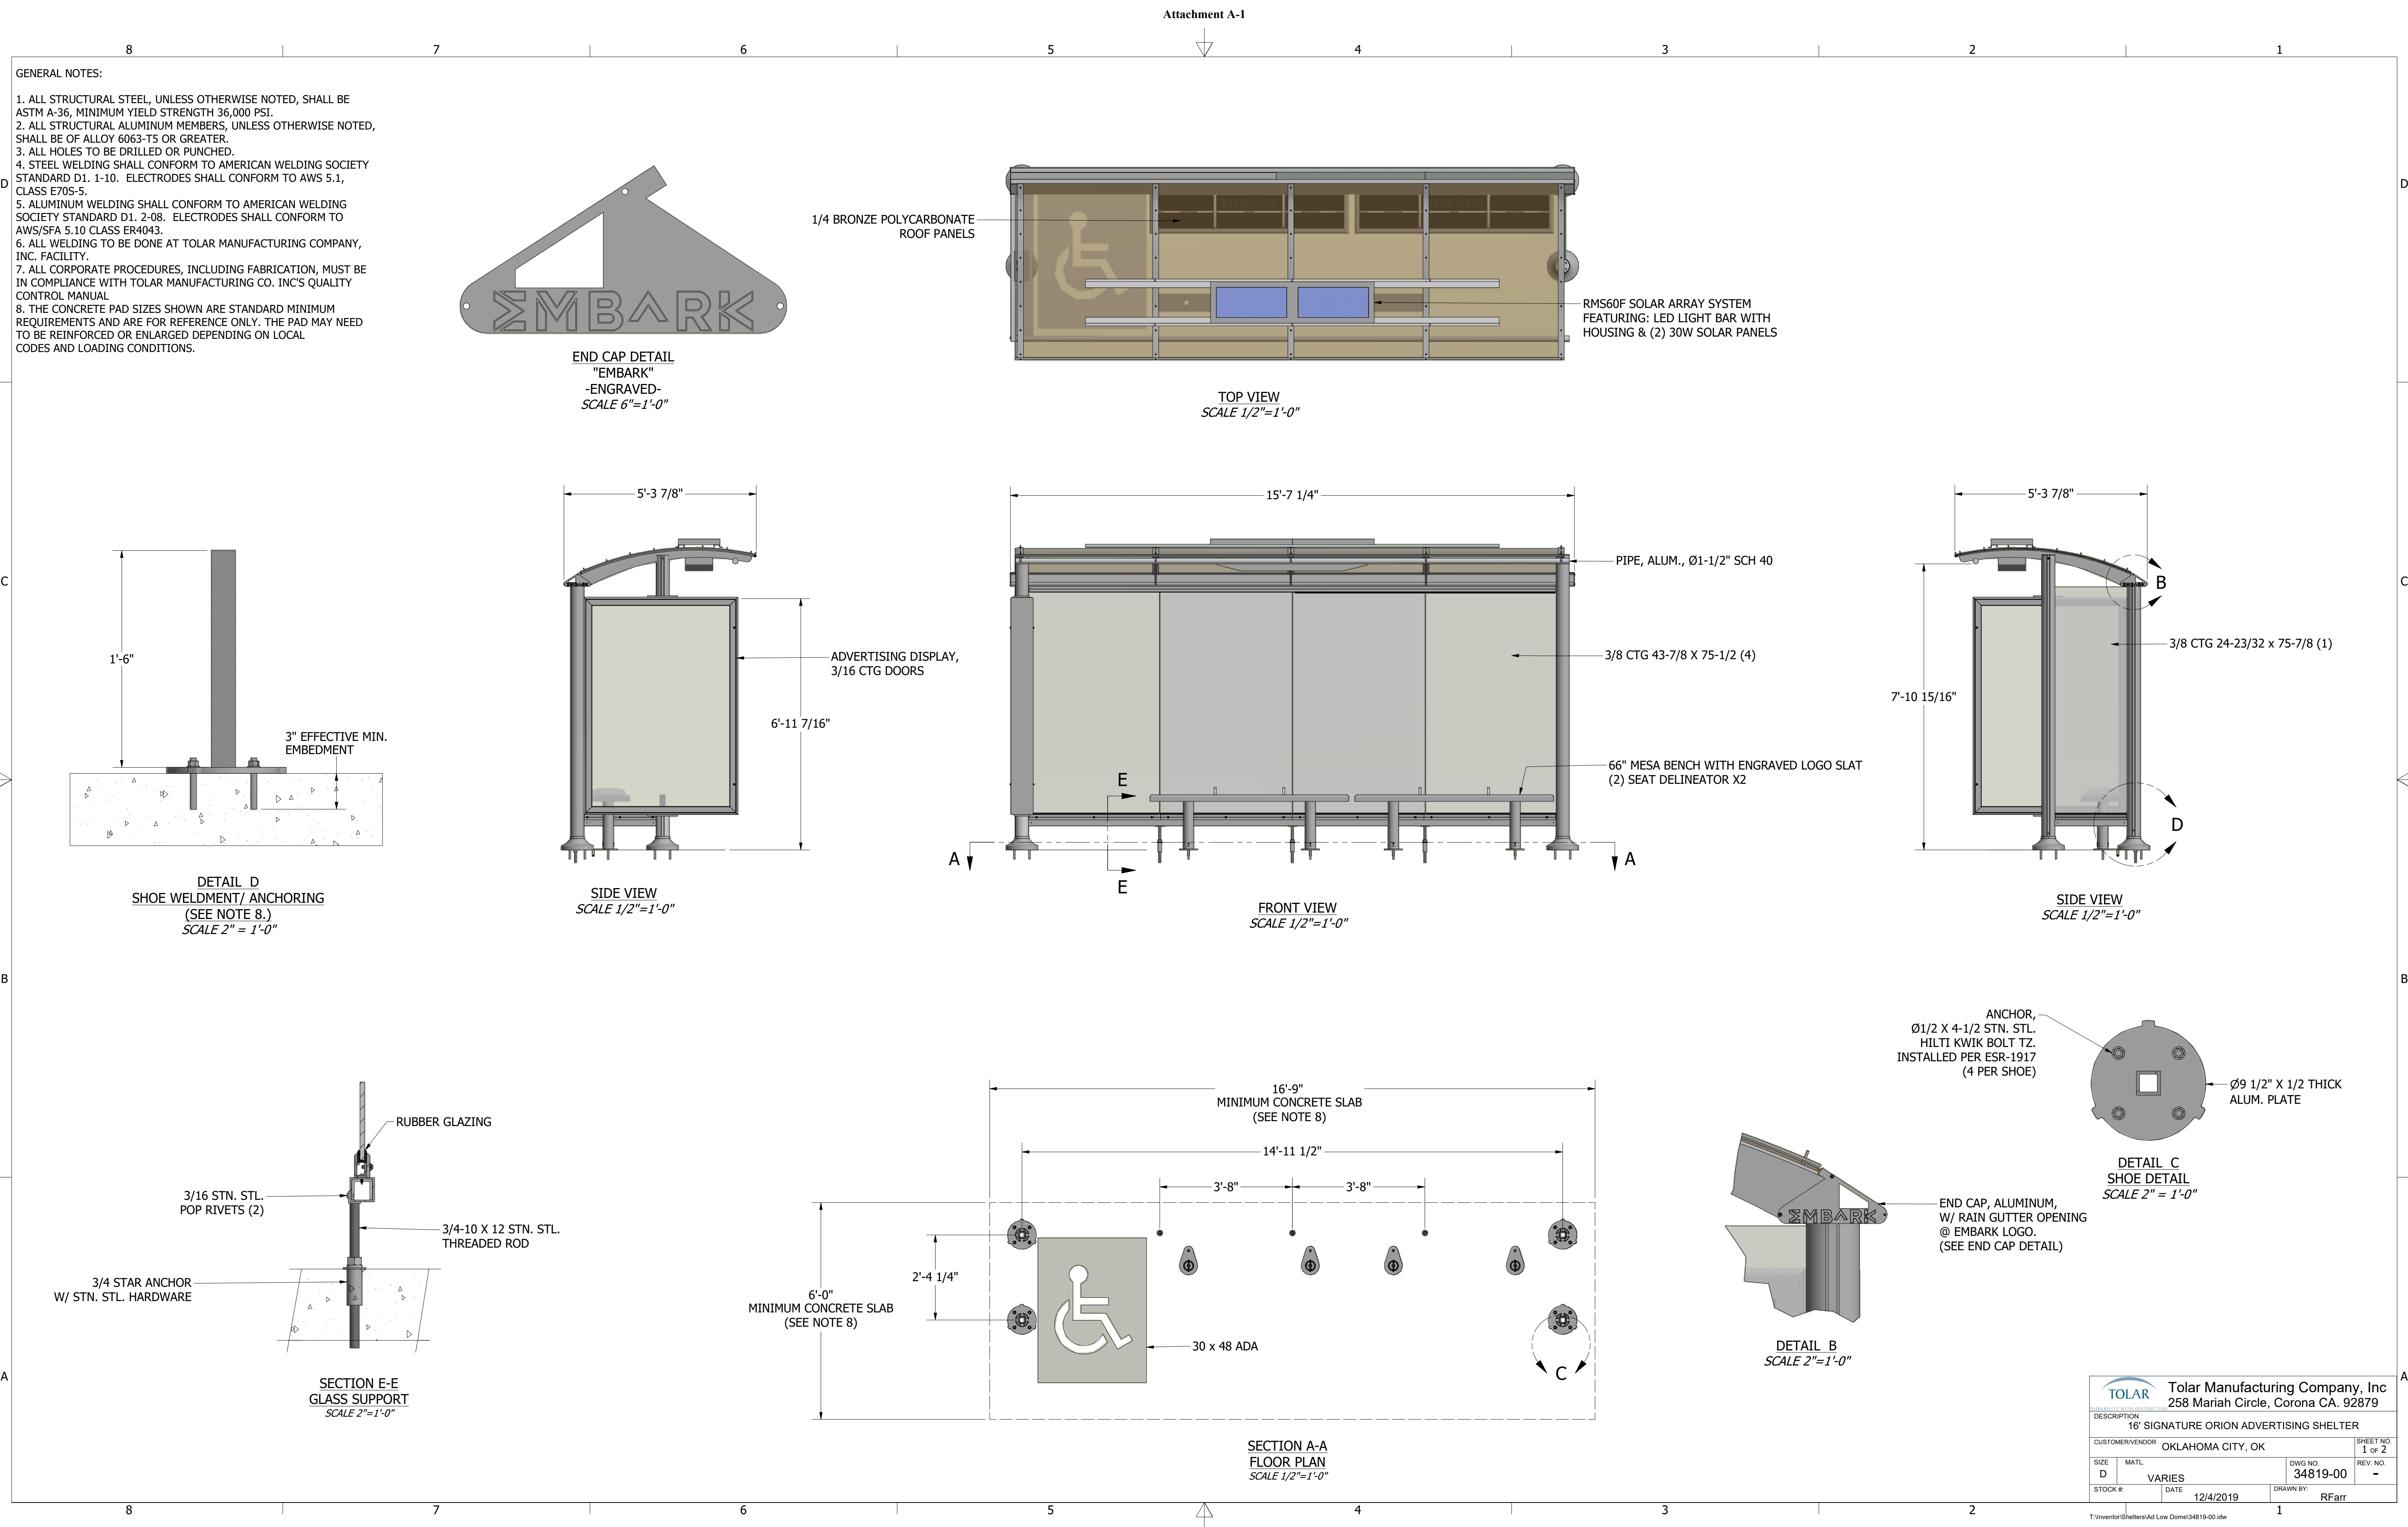 Attachment A-1
8 7 6 5 4 3 2 1
D
D
C
C
B
B
A
A
GENERAL NOTES:
1. ALL STRUCTURAL STEEL, UNLESS OTHERWISE NOTED, SHALL BE
ASTM A-36, MINIMUM YIELD STRENGTH 36,000 PSI.
2. ALL STRUCTURAL ALUMINUM MEMBERS, UNLESS OTHERWISE NOTED,
SHALL BE OF ALLOY 6063-T5 OR GREATER.
3. ALL HOLES TO BE DRILLED OR PUNCHED.
4. STEEL WELDING SHALL CONFORM TO AMERICAN WELDING SOCIETY
STANDARD D1. 1-10. ELECTRODES SHALL CONFORM TO AWS 5.1,
CLASS E70S-5.
5. ALUMINUM WELDING SHALL CONFORM TO AMERICAN WELDING
SOCIETY STANDARD D1. 2-08. ELECTRODES SHALL CONFORM TO
AWS/SFA 5.10 CLASS ER4043.
6. ALL WELDING TO BE DONE AT TOLAR MANUFACTURING COMPANY,
INC. FACILITY.
7. ALL CORPORATE PROCEDURES, INCLUDING FABRICATION, MUST BE
IN COMPLIANCE WITH TOLAR MANUFACTURING CO. INC'S QUALITY
CONTROL MANUAL
8. THE CONCRETE PAD SIZES SHOWN ARE STANDARD MINIMUM
REQUIREMENTS AND ARE FOR REFERENCE ONLY. THE PAD MAY NEED
TO BE REINFORCED OR ENLARGED DEPENDING ON LOCAL
CODES AND LOADING CONDITIONS.
EMBARK
END CAP DETAIL
"EMBARK"
-ENGRAVED-
SCALE 6"=1'-0"
1/4 BRONZE POLYCARBONATE
ROOF PANELS
RMS60F SOLAR ARRAY SYSTEM
FEATURING: LED LIGHT BAR WITH
HOUSING & (2) 30W SOLAR PANELS
TOP VIEW
SCALE 1/2"=1'-0"
1'-6"
3" EFFECTIVE MIN.
EMBEDMENT
DETAIL D
SHOE WELDMENT/ ANCHORING
(SEE NOTE 8.)
SCALE 2" = 1'-0"
5'-3 7/8"
EMBARK
ADVERTISING DISPLAY,
3/16 CTG DOORS
6'-11 7/16"
SIDE VIEW
SCALE 1/2"=1'-0"
15'-7 1/4"
PIPE, ALUM., Ø1-1/2" SCH 40
3/8 CTG 43-7/8 X 75-1/2 (4)
66" MESA BENCH WITH ENGRAVED LOGO SLAT
(2) SEAT DELINEATOR X2
E
E
A
A
FRONT VIEW
SCALE 1/2"=1'-0"
5'-3 7/8"
EMBARK
B
3/8 CTG 24-23/32 x 75-7/8 (1)
7'-10 15/16"
D
SIDE VIEW
SCALE 1/2"=1'-0"
RUBBER GLAZING
3/16 STN. STL.
POP RIVETS (2)
3/4-10 X 12 STN. STL.
THREADED ROD
3/4 STAR ANCHOR
W/ STN. STL. HARDWARE
SECTION E-E
GLASS SUPPORT
SCALE 2"=1'-0"
16'-9"
MINIMUM CONCRETE SLAB
(SEE NOTE 8)
14'-11 1/2"
3'-8"
3'-8"
2'-4 1/4"
6'-0"
MINIMUM CONCRETE SLAB
(SEE NOTE 8)
30 x 48 ADA
C
SECTION A-A
FLOOR PLAN
SCALE 1/2"=1'-0"
ANCHOR,
Ø1/2 X 4-1/2 STN. STL.
HILTI KWIK BOLT TZ.
INSTALLED PER ESR-1917
(4 PER SHOE)
Ø9 1/2" X 1/2 THICK
ALUM. PLATE
DETAIL C
SHOE DETAIL
SCALE 2" = 1'-0"
EMBARK
END CAP, ALUMINUM,
W/ RAIN GUTTER OPENING
@ EMBARK LOGO.
(SEE END CAP DETAIL)
DETAIL B
SCALE 2"=1'-0"
TOLAR
DURABILITY WITH DISTINCTION
Tolar Manufacturing Company, Inc
258 Mariah Circle, Corona CA. 92879
DESCRIPTION
16' SIGNATURE ORION ADVERTISING SHELTER
CUSTOMER/VENDOR OKLAHOMA CITY, OK
SHEET NO.
1 OF 2
SIZE
D
MATL.
VARIES
DWG NO.
34819-00
REV. NO.
-
STOCK #:
DATE
12/4/2019
DRAWN BY:
RFarr
8 7 6 5 4 3 2 1
T:\Inventor\Shelters\Ad Low Dome\34819-00.idw